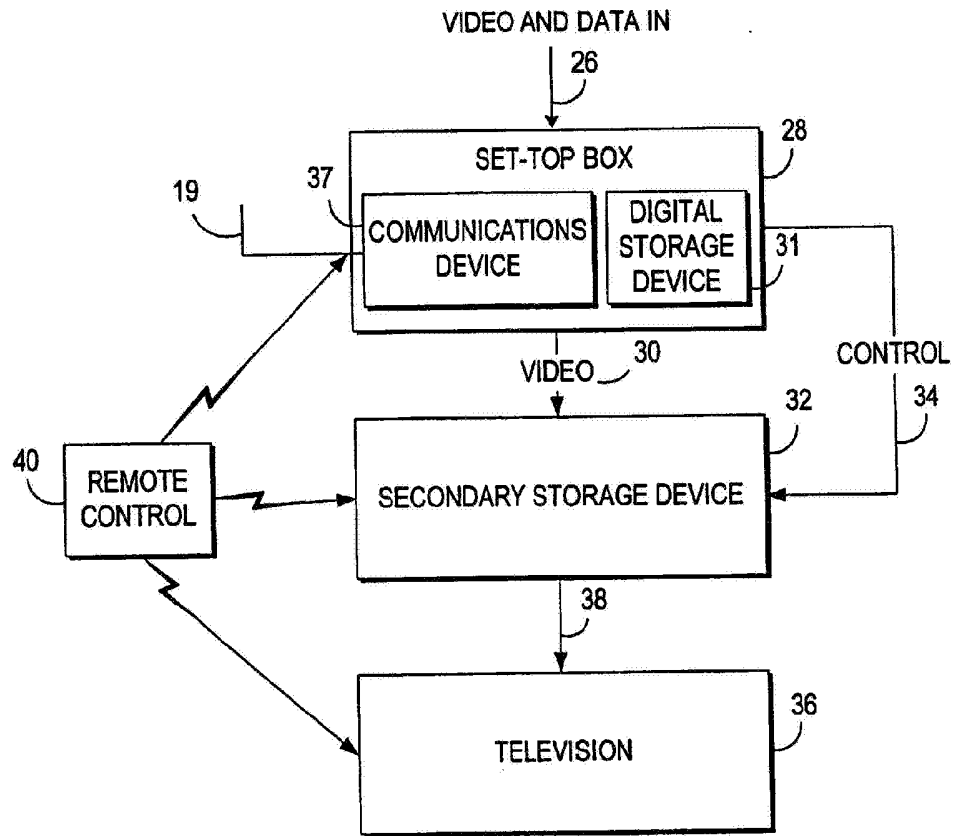 VIDEO AND DATA IN
26
28
SET-TOP BOX
19
37
COMMUNICATIONS
DEVICE
DIGITAL
STORAGE
DEVICE
31
VIDEO
30
CONTROL
34
32
40
REMOTE
CONTROL
SECONDARY STORAGE DEVICE
38
36
TELEVISION